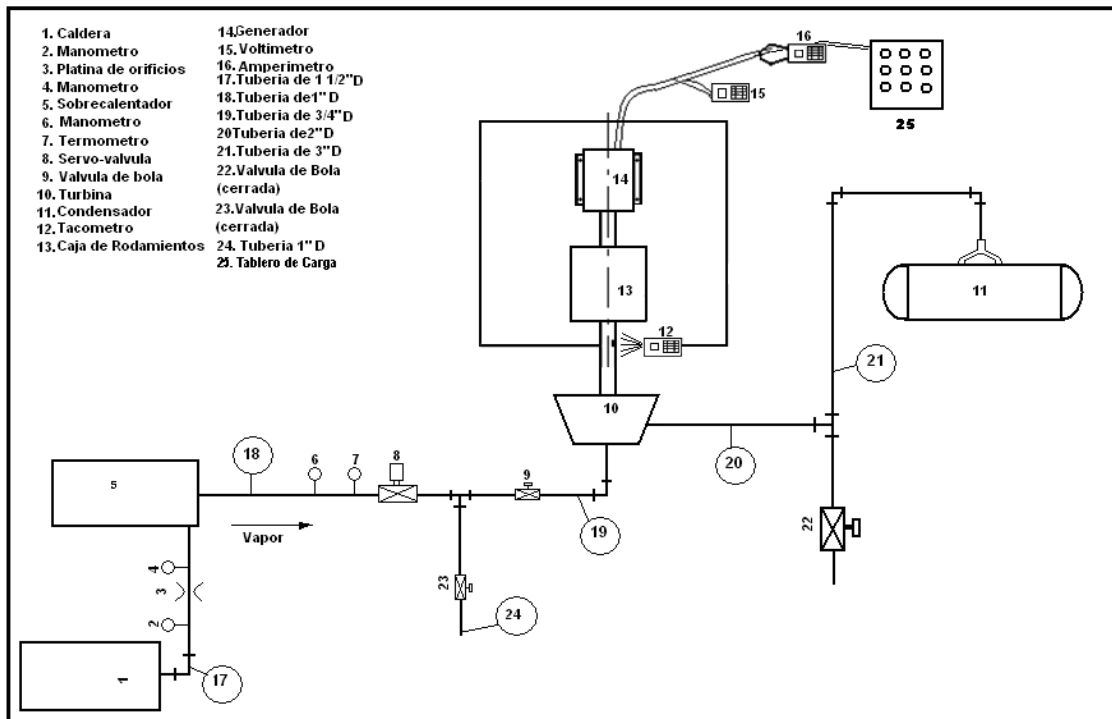 1. Caldera
2. Manometro
3. Platina de orificios
4. Manometro
5. Sobrecalentador
6. Manometro
7. Termometro
8. Servo-valvula
9. Valvula de bola
10. Turbina
11. Condensador
12. Tacometro
13. Caja de Rodamientos
14. Generador
15. Voltimetro
16. Amperimetro
17. Tuberia de 1 1/2"D
18. Tuberia de1" D
19. Tuberia de 3/4"D
20 Tuberia de2"D
21. Tuberia de 3"D
22. Valvula de Bola
(cerrada)
23. Valvula de Bola
(cerrada)
24. Tuberia 1" D
25. Tablero de Carga
16
15
25
14
13
12
11
10
21
20
18
6
7
8
9
5
Vapor
19
22
4
3
23
24
2
1
17